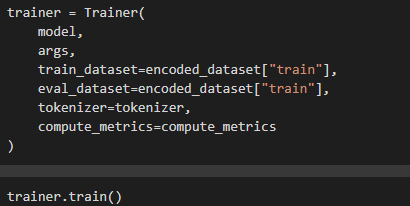 trainer = Trainer(
    model,
    args,
    train_dataset=encoded_dataset["train"],
    eval_dataset=encoded_dataset["train"],
    tokenizer=tokenizer,
    compute_metrics=compute_metrics
)
trainer.train()